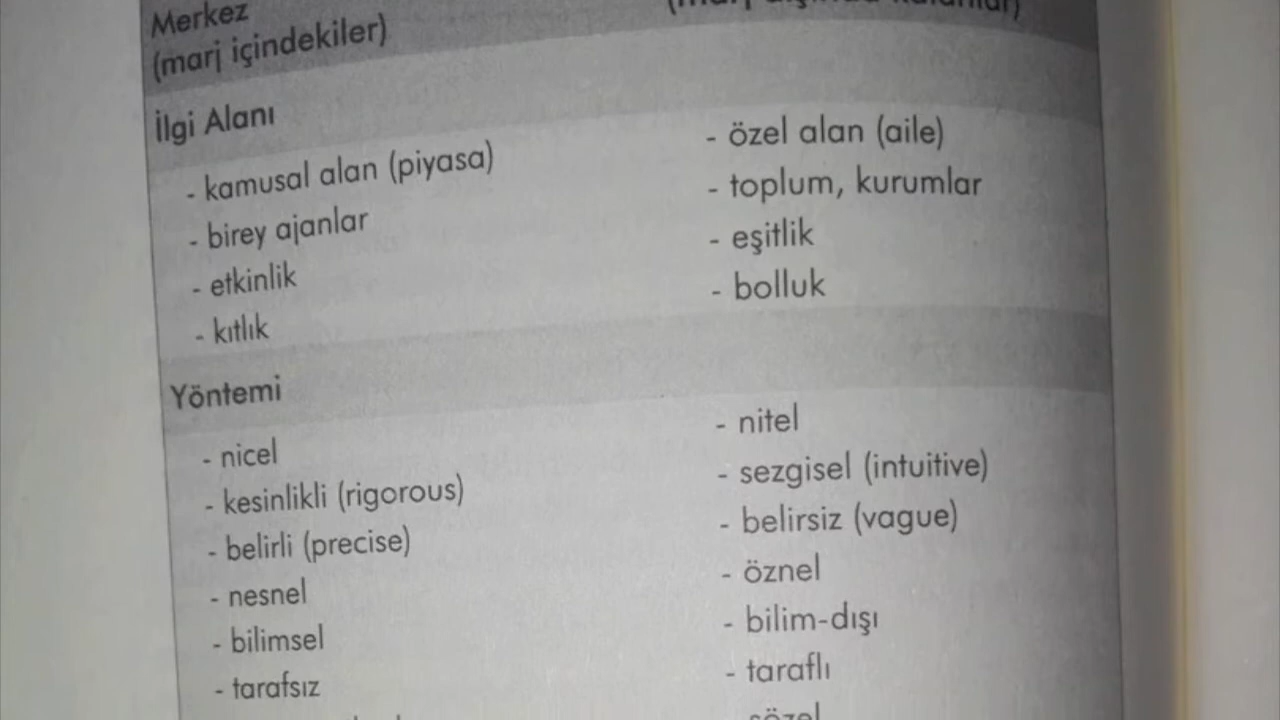 Merkez
(marj içindekiler)
İlgi Alanı
- kamusal alan (piyasa)
- birey ajanlar
- etkinlik
- kıtlık
- özel alan (aile)
- toplum, kurumlar
- eşitlik
- bolluk
Yöntemi
- nicel
- kesinlikli (rigorous)
- belirli (precise)
- nesnel
- bilimsel
- tarafsız
- nitel
- sezgisel (intuitive)
- belirsiz (vague)
- öznel
- bilim-dışı
- taraflı